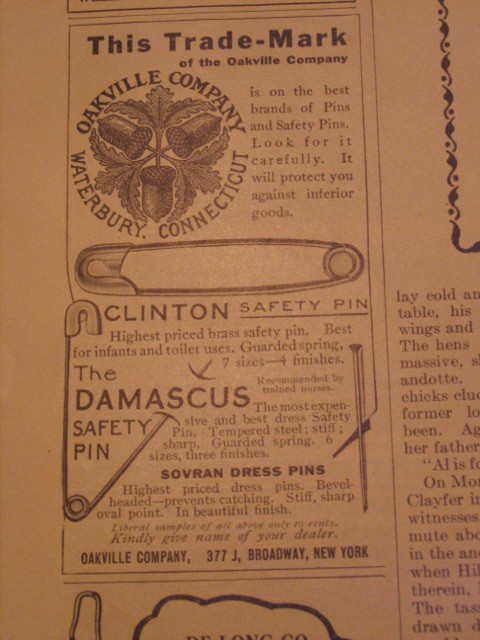 This Trade-Mark
of the Oakville Company
OAKVILLE COMPANY
WATERBURY, CONNECTICUT
is on the best
brands of Pins
and Safety Pins.
Look for it
carefully. It
will protect you
against inferior
goods.
CLINTON SAFETY PIN
Highest priced brass safety pin. Best
for infants and toilet uses. Guarded spring,
7 sizes—4 finishes.
The
DAMASCUS
SAFETY
PIN
Recommended by
trained nurses.
The most expen-
sive and best dress Safety
Pin. Tempered steel; stiff;
sharp. Guarded spring. 6
sizes, three finishes.
SOVRAN DRESS PINS
Highest priced dress pins. Bevel-
headed—prevents catching. Stiff, sharp
oval point. In beautiful finish.
Liberal samples of all above only 10 cents.
Kindly give name of your dealer.
OAKVILLE COMPANY, 377 J, BROADWAY, NEW YORK
DE LONG CO
lay cold an
table, his
wings and
The hens
massive, s
andotte.
chicks cluc
former lo
been. Ag
her father
"Al is fo
On Mon
Clayfer in
witnesses.
mute abo
in the and
when Hil
therein,
The tass
drawn d